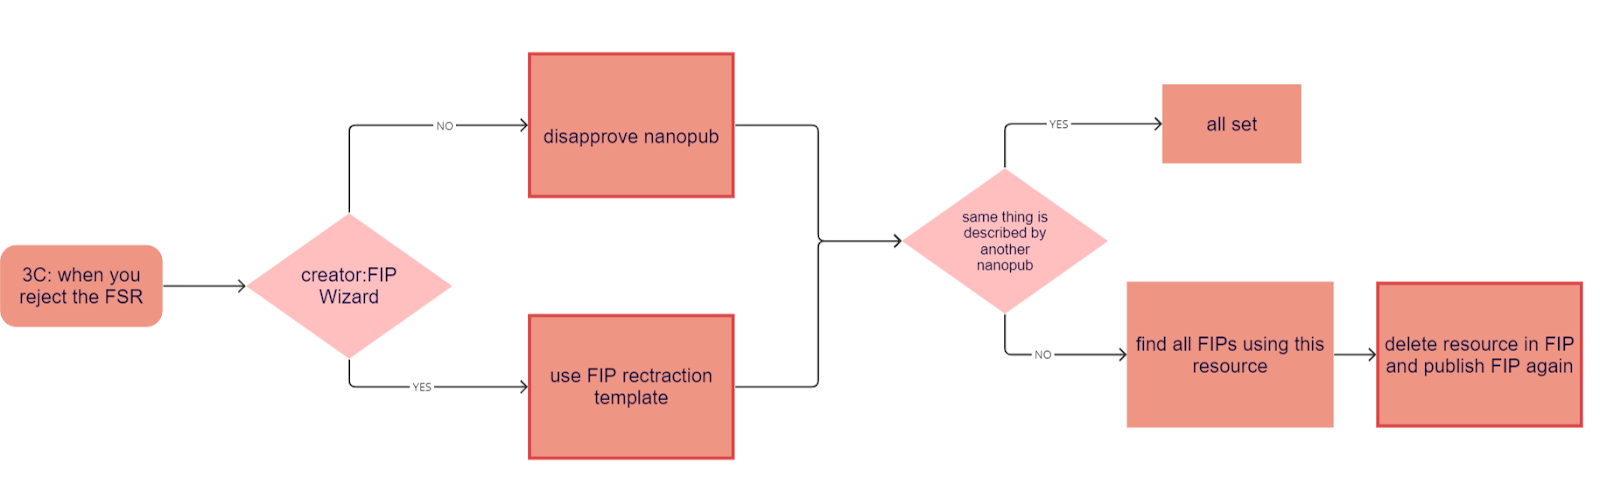 3C: when you
reject the FSR
creator:FIP
Wizard
NO
disapprove nanopub
YES
use FIP rectraction
template
same thing is
described by
another
nanopub
YES
all set
NO
find all FIPs using this
resource
delete resource in FIP
and publish FIP again